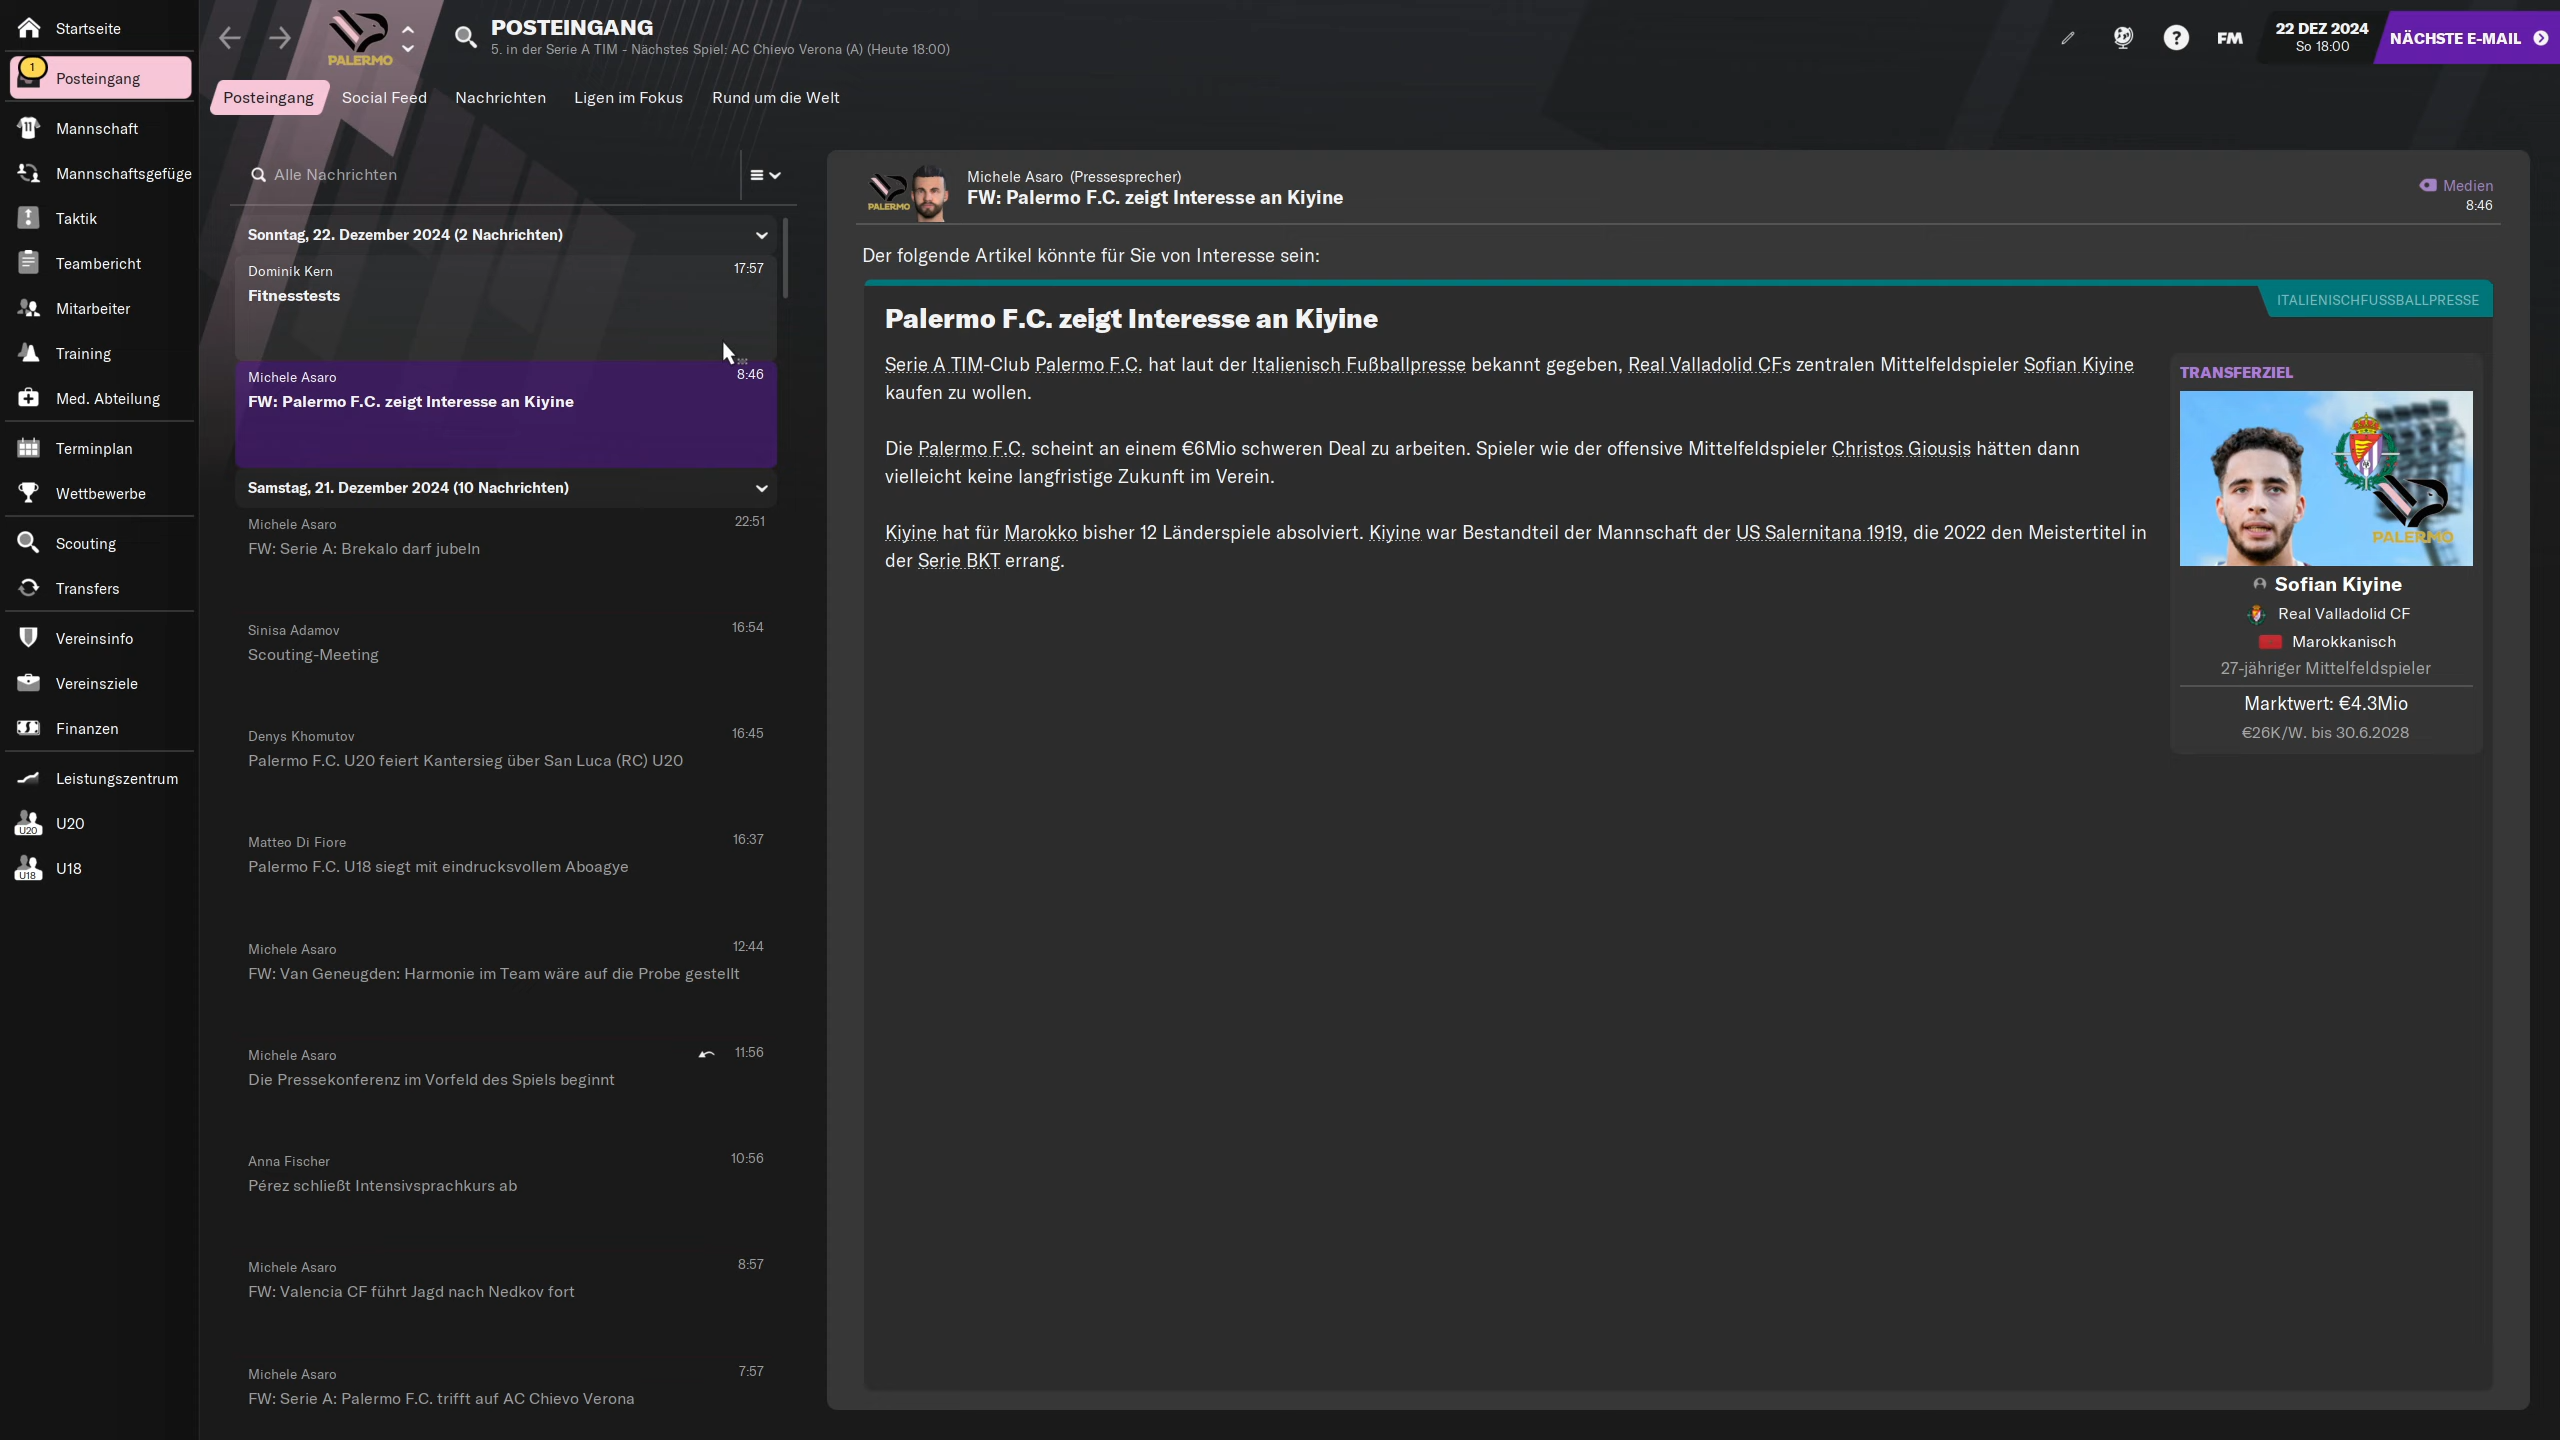 Startseite
1
Posteingang
Mannschaft
Mannschaftsgefüge
Taktik
Teambericht
Mitarbeiter
Training
Med. Abteilung
Terminplan
Wettbewerbe
Scouting
Transfers
Vereinsinfo
Vereinsziele
Finanzen
Leistungszentrum
U20
U20
U18
U18
PALERMO
POSTEINGANG
5. in der Serie A TIM - Nächstes Spiel: AC Chievo Verona (A) (Heute 18:00)
FM
22 DEZ 2024
So 18:00
NÄCHSTE E-MAIL
Posteingang
Social Feed
Nachrichten
Ligen im Fokus
Rund um die Welt
Alle Nachrichten
Sonntag, 22. Dezember 2024 (2 Nachrichten)
Dominik Kern 17:57
Fitnesstests
Michele Asaro 8:46
FW: Palermo F.C. zeigt Interesse an Kiyine
Samstag, 21. Dezember 2024 (10 Nachrichten)
Michele Asaro 22:51
FW: Serie A: Brekalo darf jubeln
Sinisa Adamov 16:54
Scouting-Meeting
Denys Khomutov 16:45
Palermo F.C. U20 feiert Kantersieg über San Luca (RC) U20
Matteo Di Fiore 16:37
Palermo F.C. U18 siegt mit eindrucksvollem Aboagye
Michele Asaro 12:44
FW: Van Geneugden: Harmonie im Team wäre auf die Probe gestellt
Michele Asaro 11:56
Die Pressekonferenz im Vorfeld des Spiels beginnt
Anna Fischer 10:56
Pérez schließt Intensivsprachkurs ab
Michele Asaro 8:57
FW: Valencia CF führt Jagd nach Nedkov fort
Michele Asaro 7:57
FW: Serie A: Palermo F.C. trifft auf AC Chievo Verona
PALERMO
Michele Asaro (Pressesprecher)
FW: Palermo F.C. zeigt Interesse an Kiyine
Medien
8:46
Der folgende Artikel könnte für Sie von Interesse sein:
ITALIENISCHFUSSBALLPRESSE
Palermo F.C. zeigt Interesse an Kiyine
Serie A TIM-Club Palermo F.C. hat laut der Italienisch Fußballpresse bekannt gegeben, Real Valladolid CFs zentralen Mittelfeldspieler Sofian Kiyine
kaufen zu wollen.
Die Palermo F.C. scheint an einem €6Mio schweren Deal zu arbeiten. Spieler wie der offensive Mittelfeldspieler Christos Giousis hätten dann
vielleicht keine langfristige Zukunft im Verein.
Kiyine hat für Marokko bisher 12 Länderspiele absolviert. Kiyine war Bestandteil der Mannschaft der US Salernitana 1919, die 2022 den Meistertitel in
der Serie BKT errang.
TRANSFERZIEL
PALERMO
Sofian Kiyine
Real Valladolid CF
Marokkanisch
27-jähriger Mittelfeldspieler
Marktwert: €4.3Mio
€26K/W. bis 30.6.2028